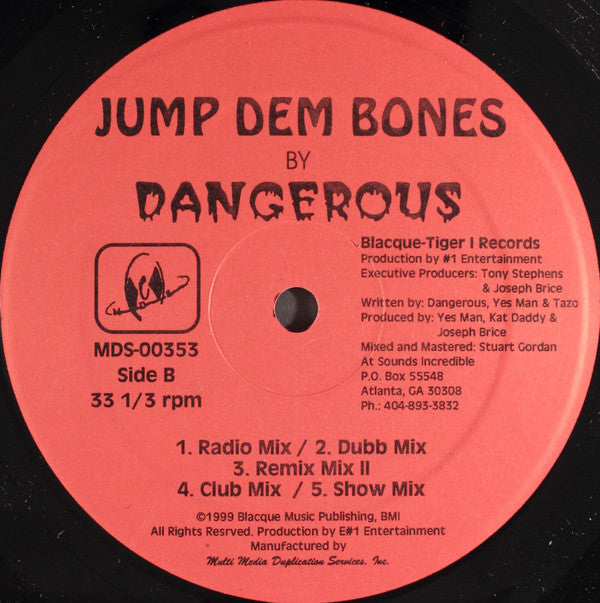 JUMP DEM BONES
BY
DANGEROUS
Blacque-Tiger I Records
Production by #1 Entertainment
Executive Producers: Tony Stephens
& Joseph Brice
Written by: Dangerous, Yes Man & Tazo
Produced by: Yes Man, Kat Daddy &
Joseph Brice
Mixed and Mastered: Stuart Gordan
At Sounds Incredible
P.O. Box 55548
Atlanta, GA 30308
Ph.: 404-893-3832
MDS-00353
Side B
33 1/3 rpm
1. Radio Mix / 2. Dubb Mix
3. Remix Mix II
4. Club Mix / 5. Show Mix
©1999 Blacque Music Publishing, BMI
All Rights Resrved. Production by E#1 Entertainment
Manufactured by
Multi Media Duplication Services, Inc.